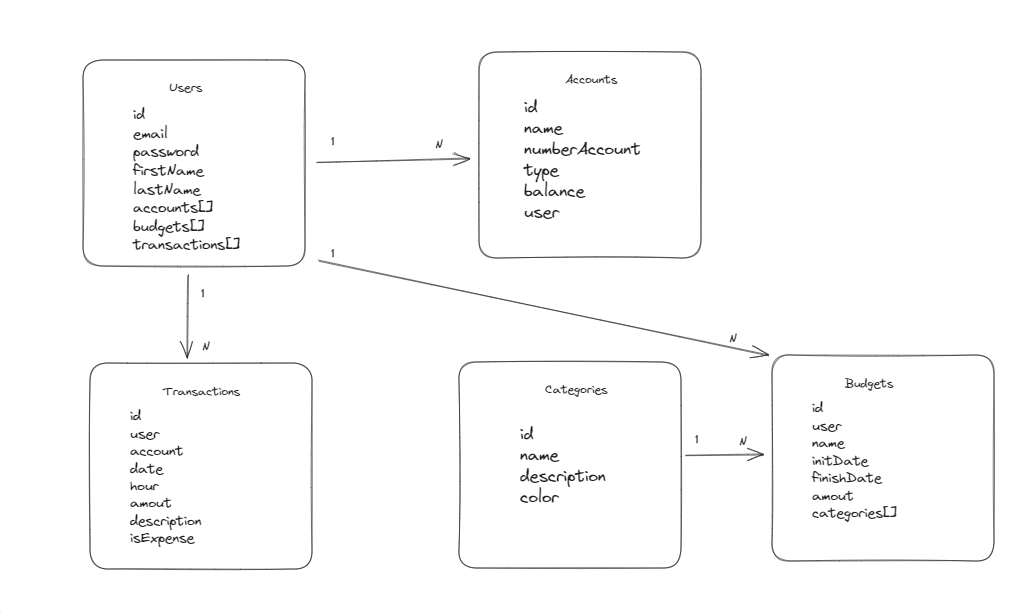 Users
id
email
password
firstName
lastName
accounts[]
budgets[]
transactions[]
1
N
Accounts
id
name
numberAccount
type
balance
user
1
N
1
N
Transactions
id
user
account
date
hour
amout
description
isExpense
Categories
id
name
description
color
1
N
Budgets
id
user
name
initDate
finishDate
amout
categories[]